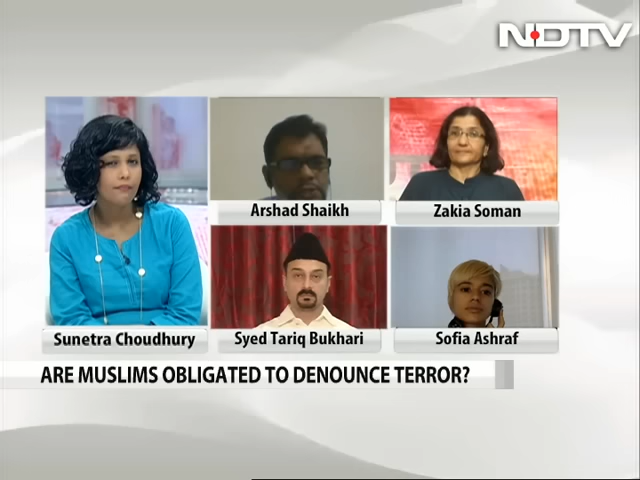 NDTV
Arshad Shaikh
Zakia Soman
Sunetra Choudhury
Syed Tariq Bukhari
Sofia Ashraf
ARE MUSLIMS OBLIGATED TO DENOUNCE TERROR?